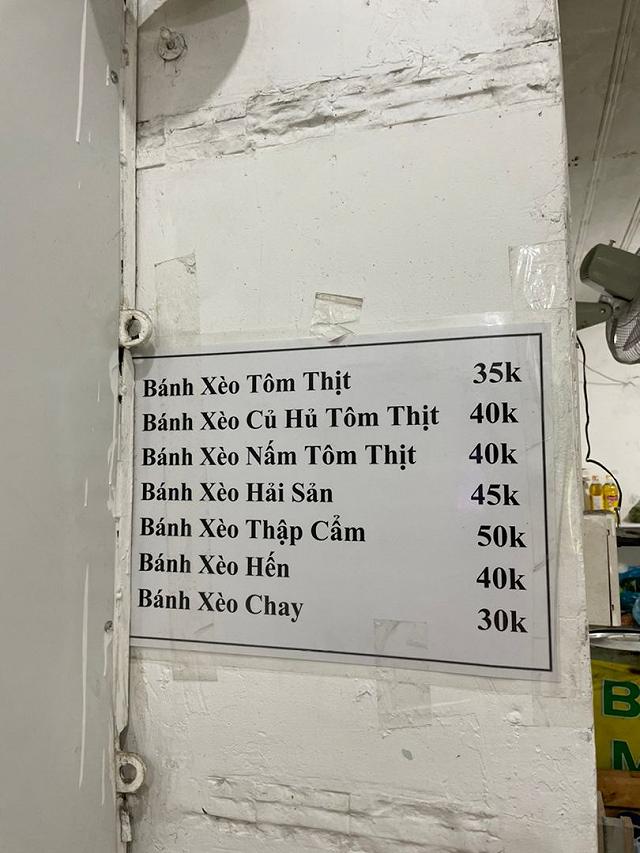 Bánh Xèo Tôm Thịt 35k
Bánh Xèo Củ Hủ Tôm Thịt 40k
Bánh Xèo Nấm Tôm Thịt 40k
Bánh Xèo Hải Sản 45k
Bánh Xèo Thập Cẩm 50k
Bánh Xèo Hến 40k
Bánh Xèo Chay 30k